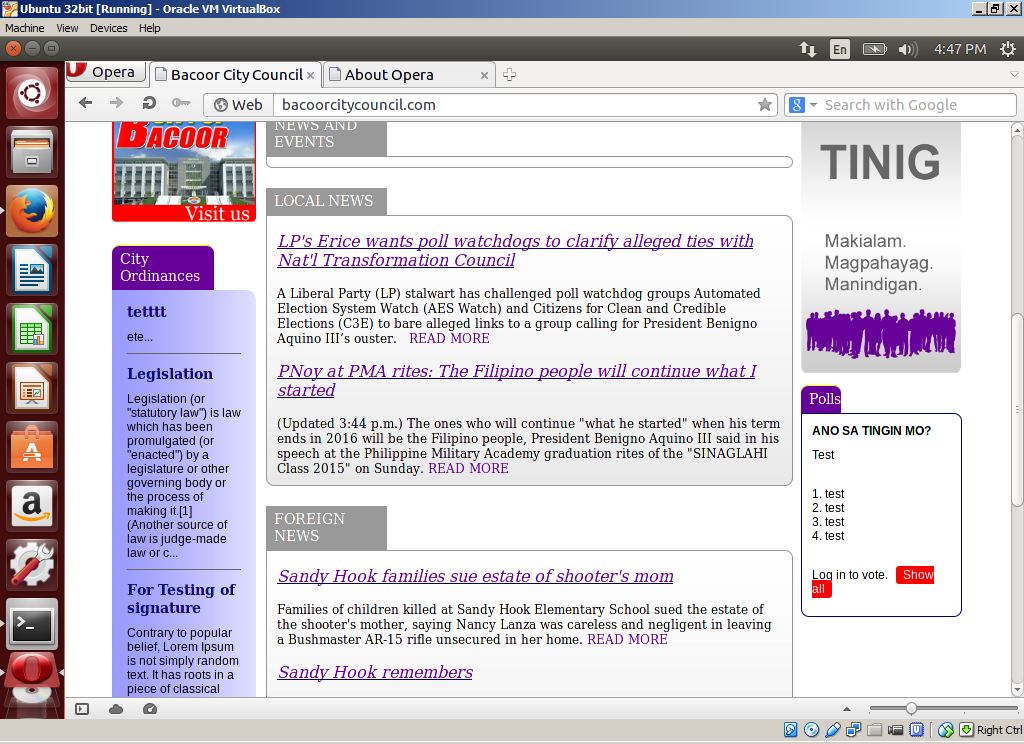 Ubuntu 32bit [Running] - Oracle VM VirtualBox
Machine View Devices Help
En
4:47 PM
Opera
Bacoor City Council
About Opera
Web
bacoorcitycouncil.com
8
Search with Google
BACOOR
Visit us
City
Ordinances
tetttt
ete...
Legislation
Legislation (or
"statutory law") is law
which has been
promulgated (or
"enacted") by a
legislature or other
governing body or
the process of
making it.[1]
(Another source of
law is judge-made
law or c...
For Testing of
signature
Contrary to popular
belief, Lorem Ipsum
is not simply random
text. It has roots in a
piece of classical
NEWS AND
EVENTS
LOCAL NEWS
LP's Erice wants poll watchdogs to clarify alleged ties with
Nat'l Transformation Council
A Liberal Party (LP) stalwart has challenged poll watchdog groups Automated
Election System Watch (AES Watch) and Citizens for Clean and Credible
Elections (C3E) to bare alleged links to a group calling for President Benigno
Aquino III’s ouster. READ MORE
PNoy at PMA rites: The Filipino people will continue what I
started
(Updated 3:44 p.m.) The ones who will continue "what he started" when his term
ends in 2016 will be the Filipino people, President Benigno Aquino III said in his
speech at the Philippine Military Academy graduation rites of the "SINAGLAHI
Class 2015" on Sunday. READ MORE
FOREIGN
NEWS
Sandy Hook families sue estate of shooter's mom
Families of children killed at Sandy Hook Elementary School sued the estate of
the shooter's mother, saying Nancy Lanza was careless and negligent in leaving
a Bushmaster AR-15 rifle unsecured in her home. READ MORE
Sandy Hook remembers
TINIG
Makialam.
Magpahayag.
Manindigan.
Polls
ANO SA TINGIN MO?
Test
1. test
2. test
3. test
4. test
Log in to vote. Show
all
Right Ctrl